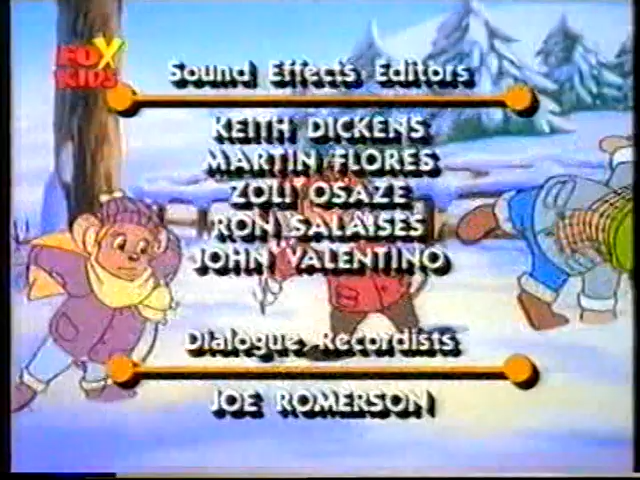 FOX
KIDS
Sound Effects Editors
KEITH DICKENS
MARTIN FLORES
ZOLI OSAZE
RON SALAISES
JOHN VALENTINO
Dialogue Recordists
JOE ROMERSON